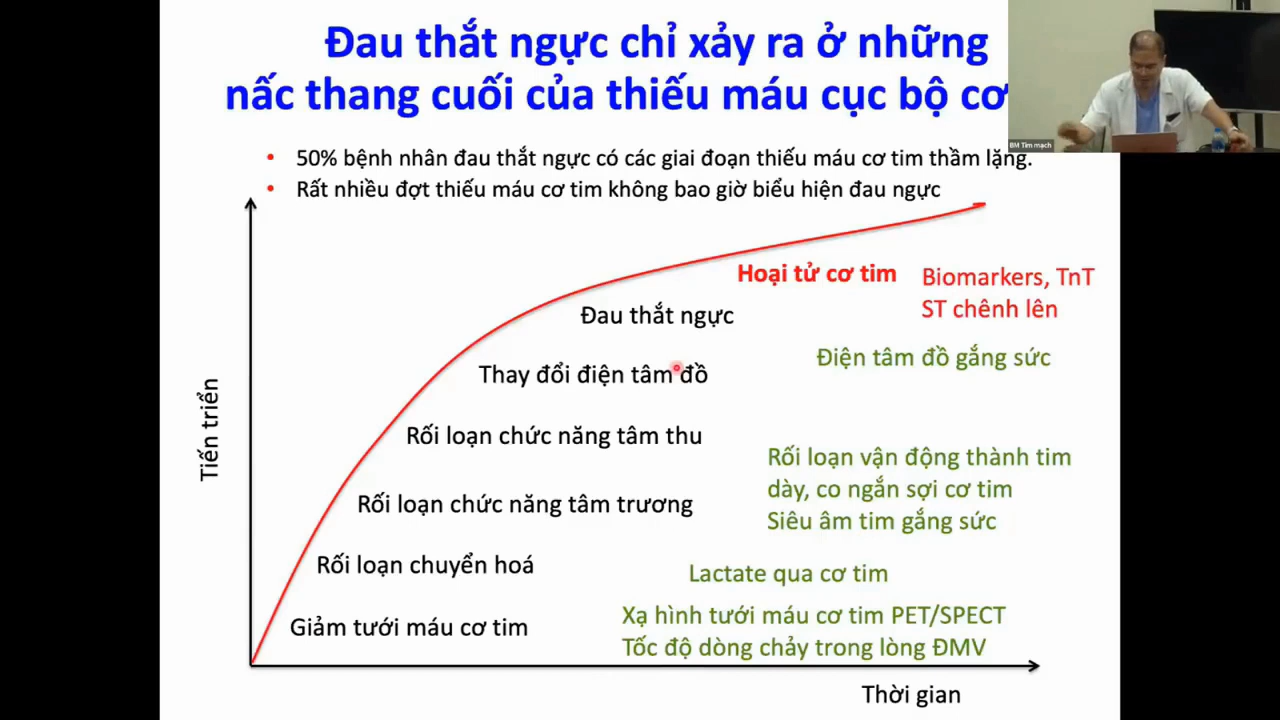 Đau thắt ngực chỉ xảy ra ở những
nấc thang cuối của thiếu máu cục bộ cơ
BM Tim mạch
• 50% bệnh nhân đau thắt ngực có các giai đoạn thiếu máu cơ tim thầm lặng.
• Rất nhiều đợt thiếu máu cơ tim không bao giờ biểu hiện đau ngực
Hoại tử cơ tim
Biomarkers, TnT
ST chênh lên
Đau thắt ngực
Điện tâm đồ gắng sức
Thay đổi điện tâm đồ
Rối loạn chức năng tâm thu
Rối loạn vận động thành tim
dày, co ngắn sợi cơ tim
Siêu âm tim gắng sức
Rối loạn chức năng tâm trương
Rối loạn chuyển hoá
Lactate qua cơ tim
Giảm tưới máu cơ tim
Xạ hình tưới máu cơ tim PET/SPECT
Tốc độ dòng chảy trong lòng ĐMV
Tiến triển
Thời gian